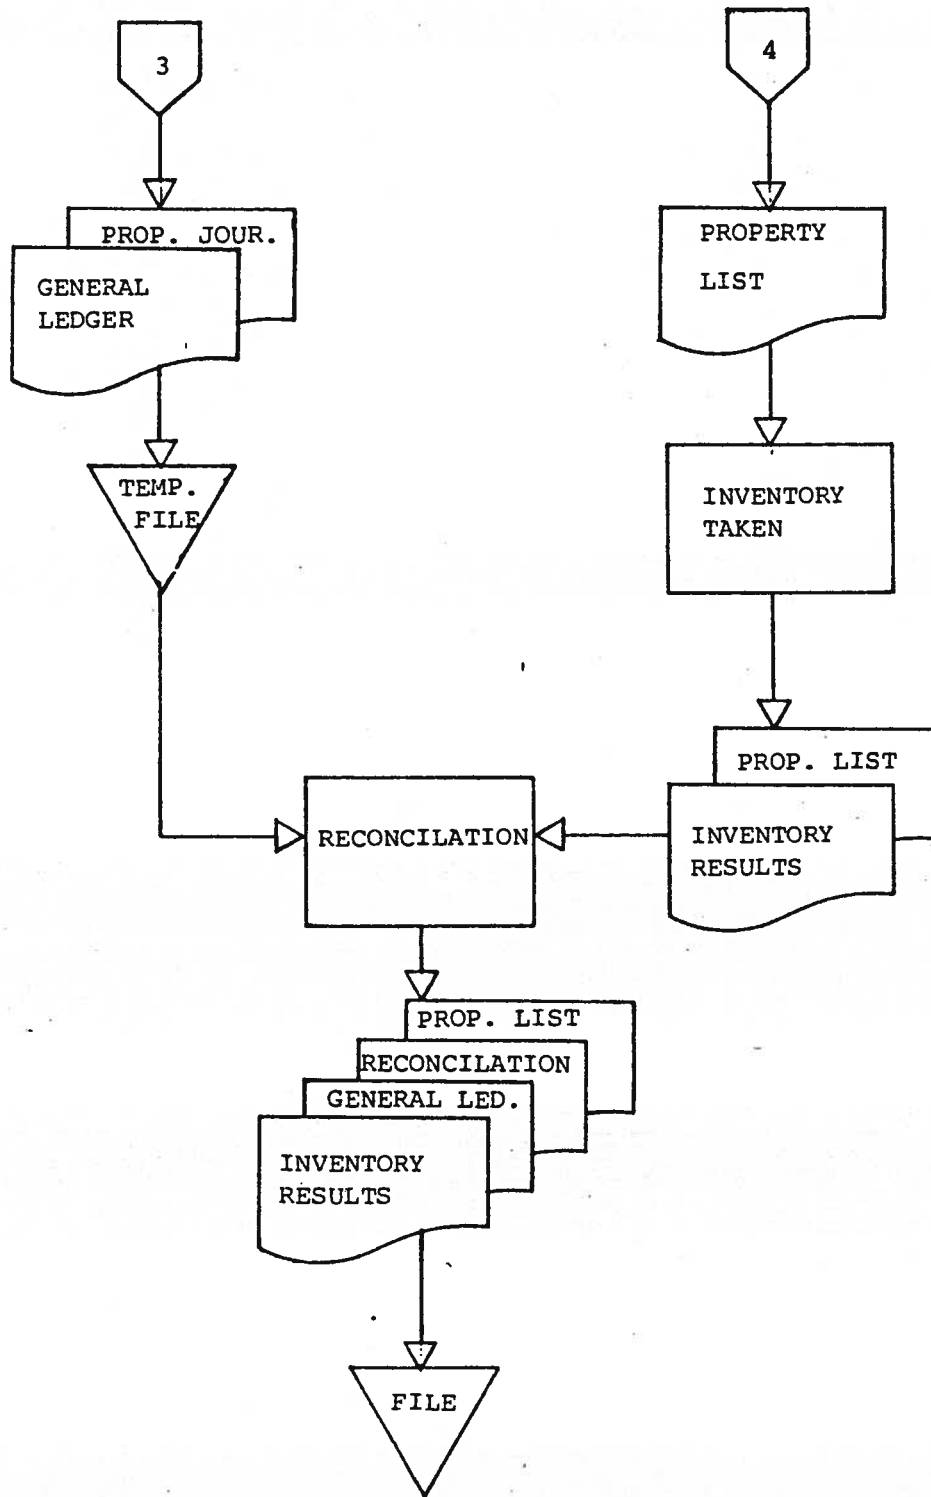 3
4
PROP. JOUR.
GENERAL
LEDGER
PROPERTY
LIST
TEMP.
FILE
INVENTORY
TAKEN
PROP. LIST
INVENTORY
RESULTS
RECONCILATION
PROP. LIST
RECONCILATION
GENERAL LED.
INVENTORY
RESULTS
FILE